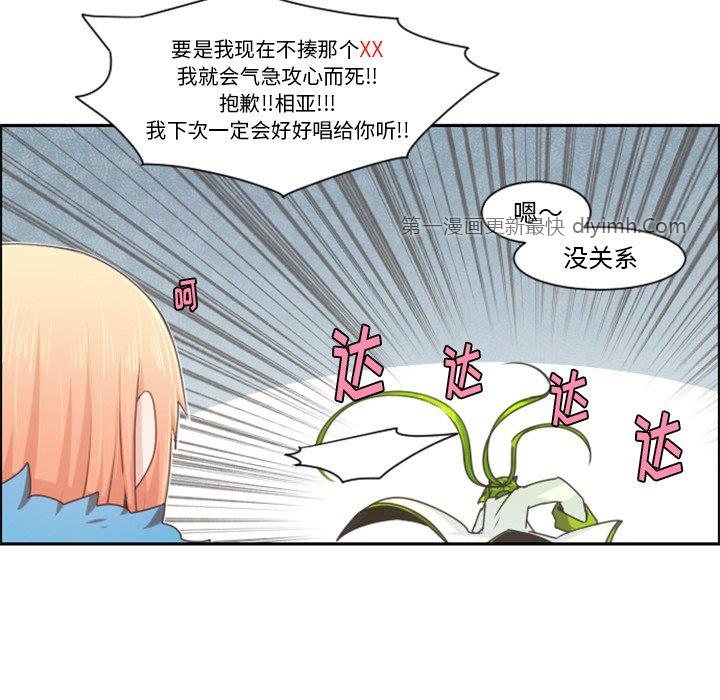 要是我现在不揍那个XX
我就会气急攻心而死!!
抱歉!!相亚!!!
我下次一定会好好唱给你听!!
嗯～
第一漫画更新最快 diyimh.Com
没关系
呵
达
达
达
达